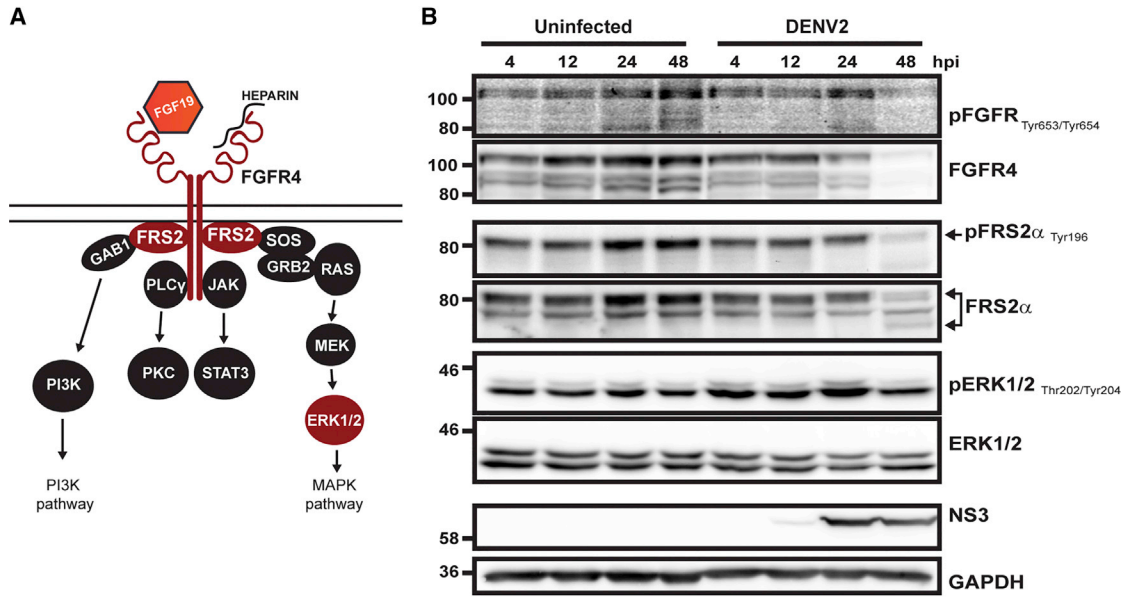 A
FGF19
HEPARIN
FGFR4
GAB1
FRS2
FRS2
SOS
GRB2
RAS
PLCγ
JAK
MEK
PI3K
PKC
STAT3
ERK1/2
PI3K
pathway
MAPK
pathway
B
Uninfected DENV2
4 12 24 48 4 12 24 48 hpi
100
80
pFGFR Tyr653/Tyr654
100
80
FGFR4
80
pFRS2α Tyr196
80
FRS2α
46
pERK1/2 Thr202/Tyr204
46
ERK1/2
58
NS3
36
GAPDH